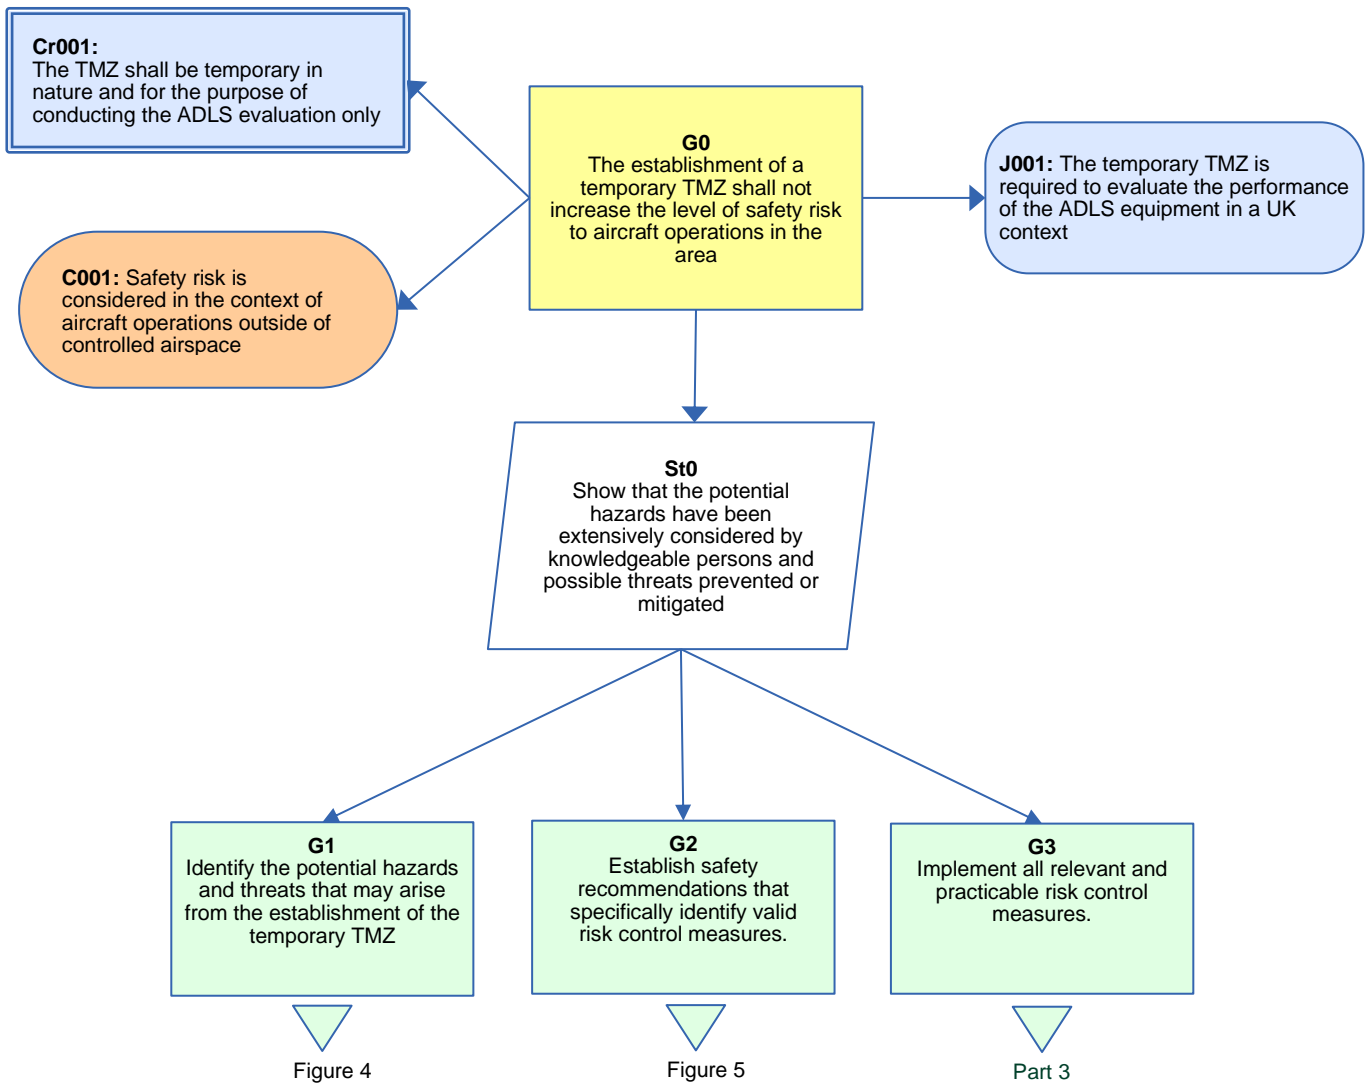 Cr001:
The TMZ shall be temporary in
nature and for the purpose of
conducting the ADLS evaluation only
G0
The establishment of a
temporary TMZ shall not
increase the level of safety risk
to aircraft operations in the
area
J001: The temporary TMZ is
required to evaluate the performance
of the ADLS equipment in a UK
context
C001: Safety risk is
considered in the context of
aircraft operations outside of
controlled airspace
St0
Show that the potential
hazards have been
extensively considered by
knowledgeable persons and
possible threats prevented or
mitigated
G1
Identify the potential hazards
and threats that may arise
from the establishment of the
temporary TMZ
G2
Establish safety
recommendations that
specifically identify valid
risk control measures.
G3
Implement all relevant and
practicable risk control
measures.
Figure 4
Figure 5
Part 3